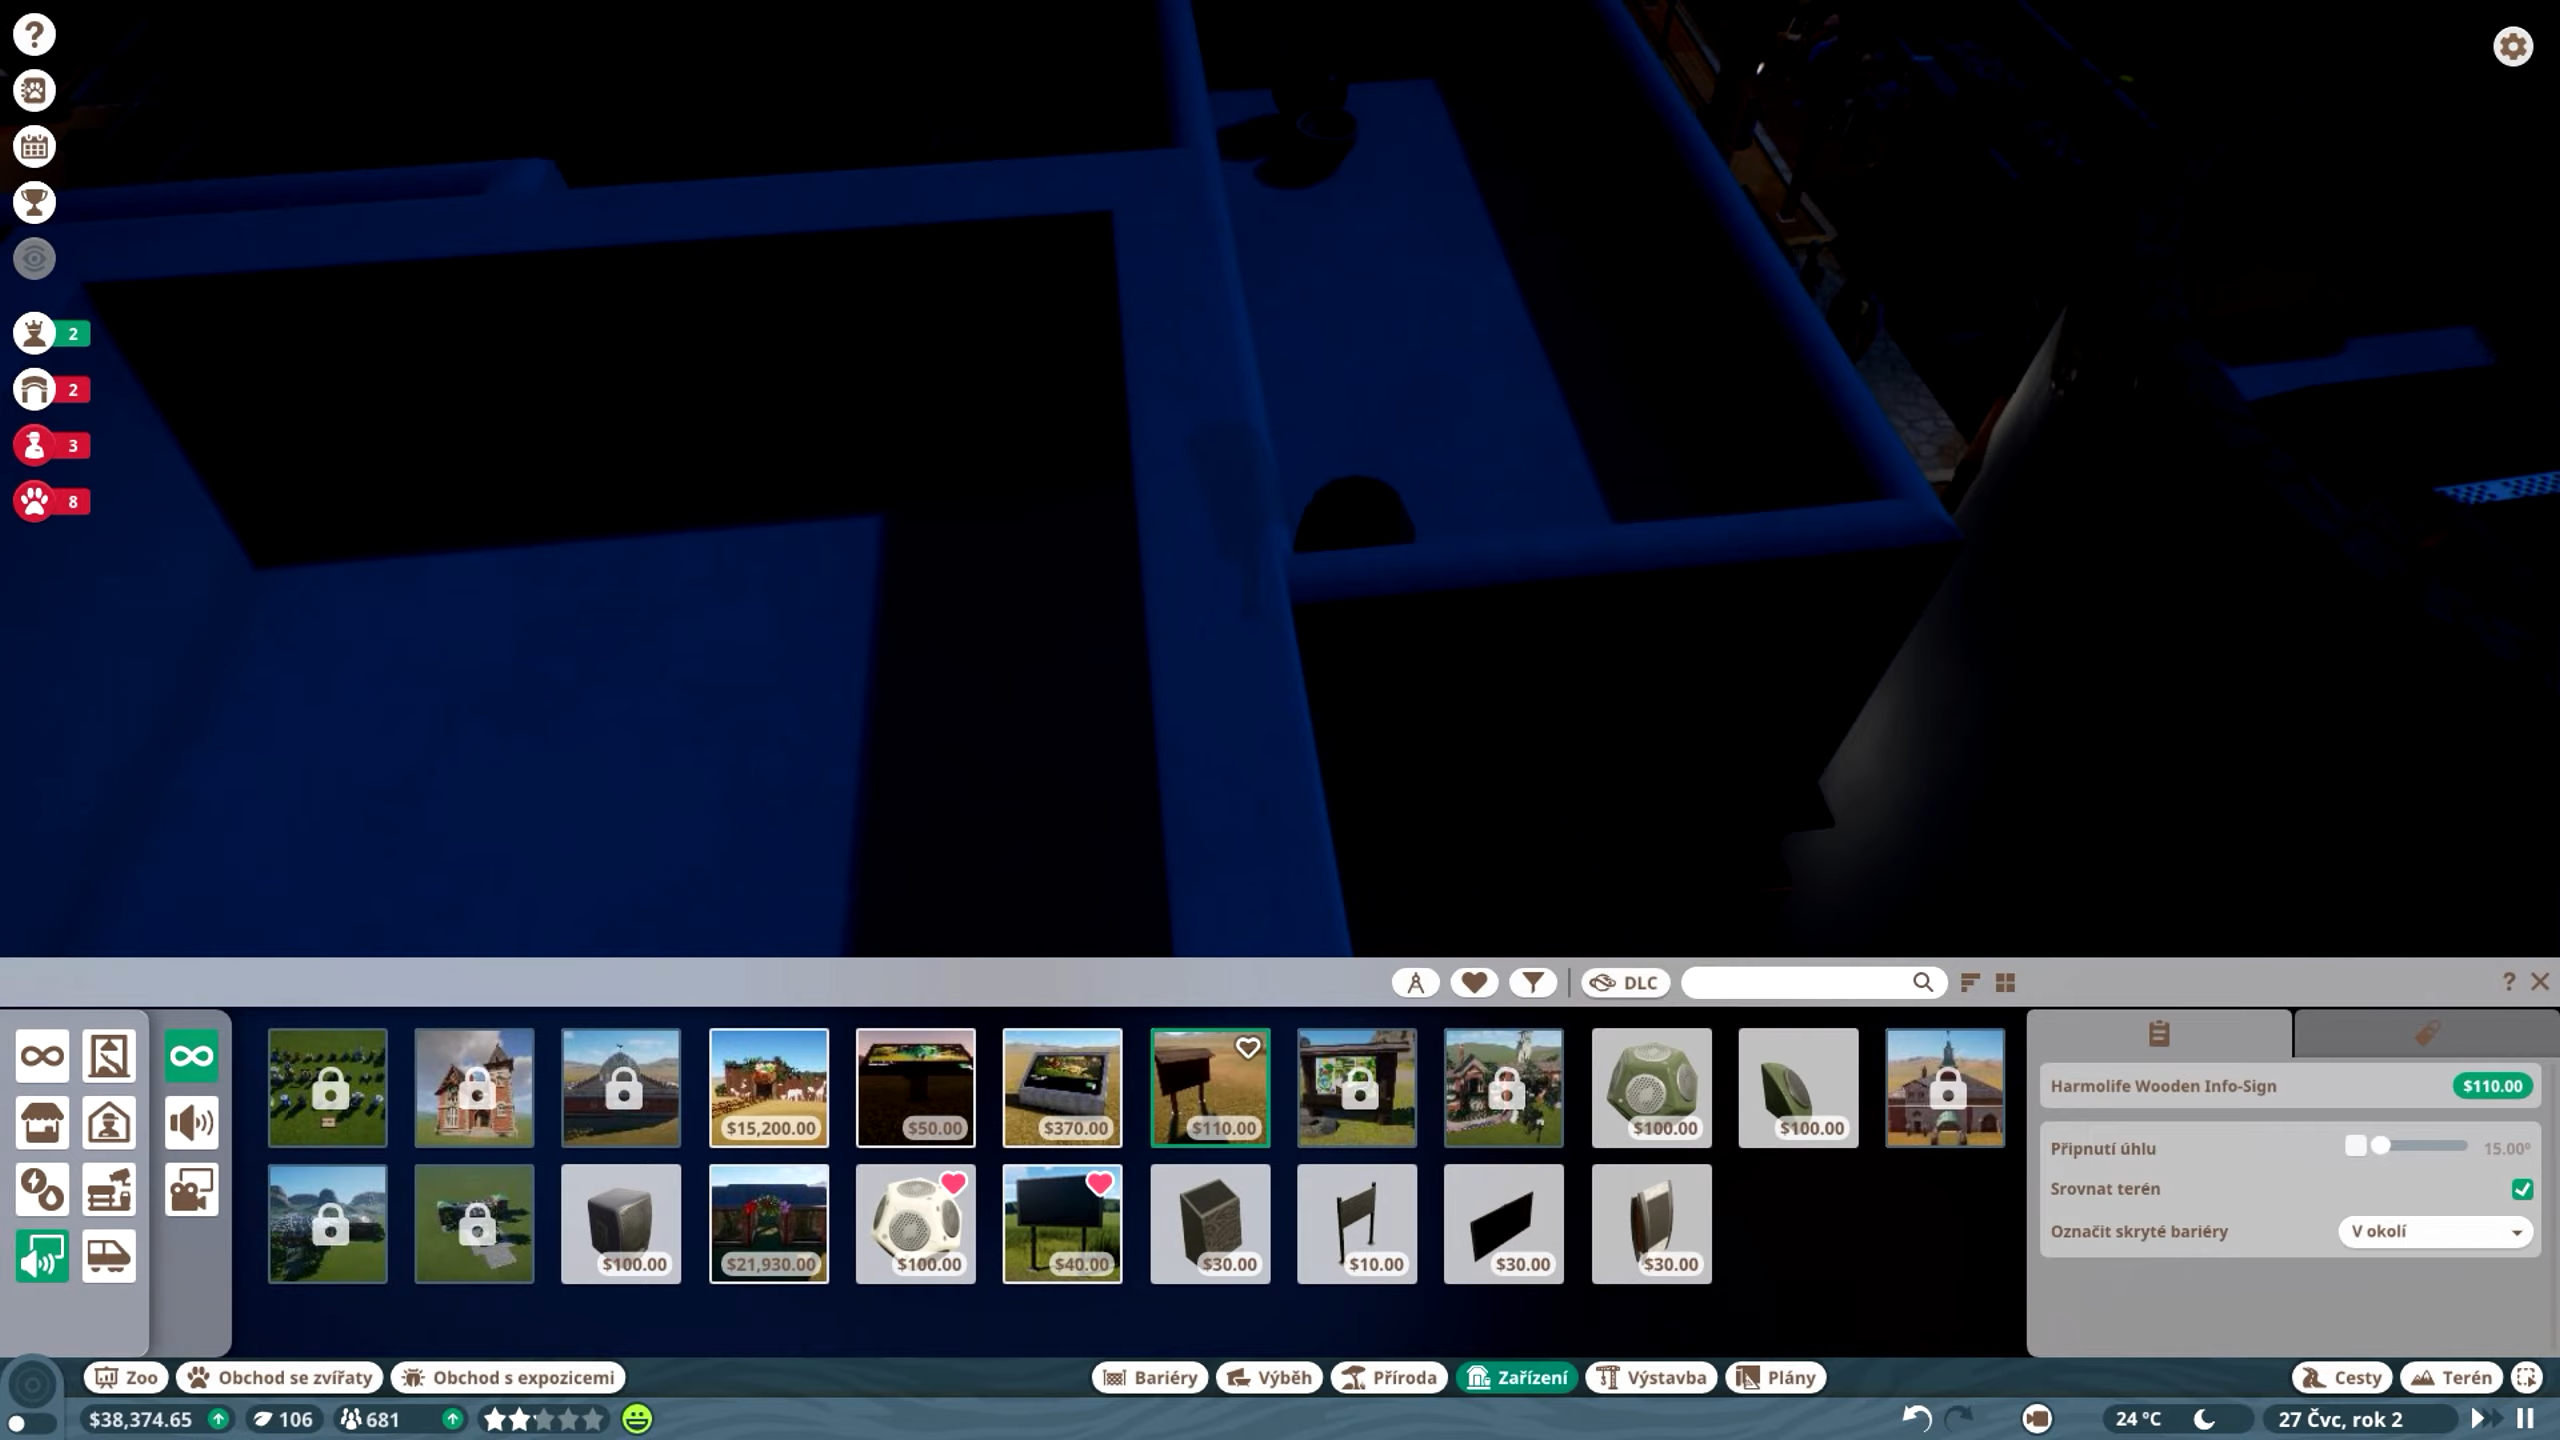 2
2
3
8
DLC
$15,200.00
$50.00
$370.00
$110.00
$100.00
$100.00
$100.00
$21,930.00
$100.00
$40.00
$30.00
$10.00
$30.00
$30.00
Harmolife Wooden Info-Sign
$110.00
Připnutí úhlu
15.00°
Srovnat terén
Označit skryté bariéry
V okolí
Zoo
Obchod se zvířaty
Obchod s expozicemi
Bariéry
Výběh
Příroda
Zařízení
Výstavba
Plány
Cesty
Terén
$38,374.65
106
681
24 °C
27 Čvc, rok 2